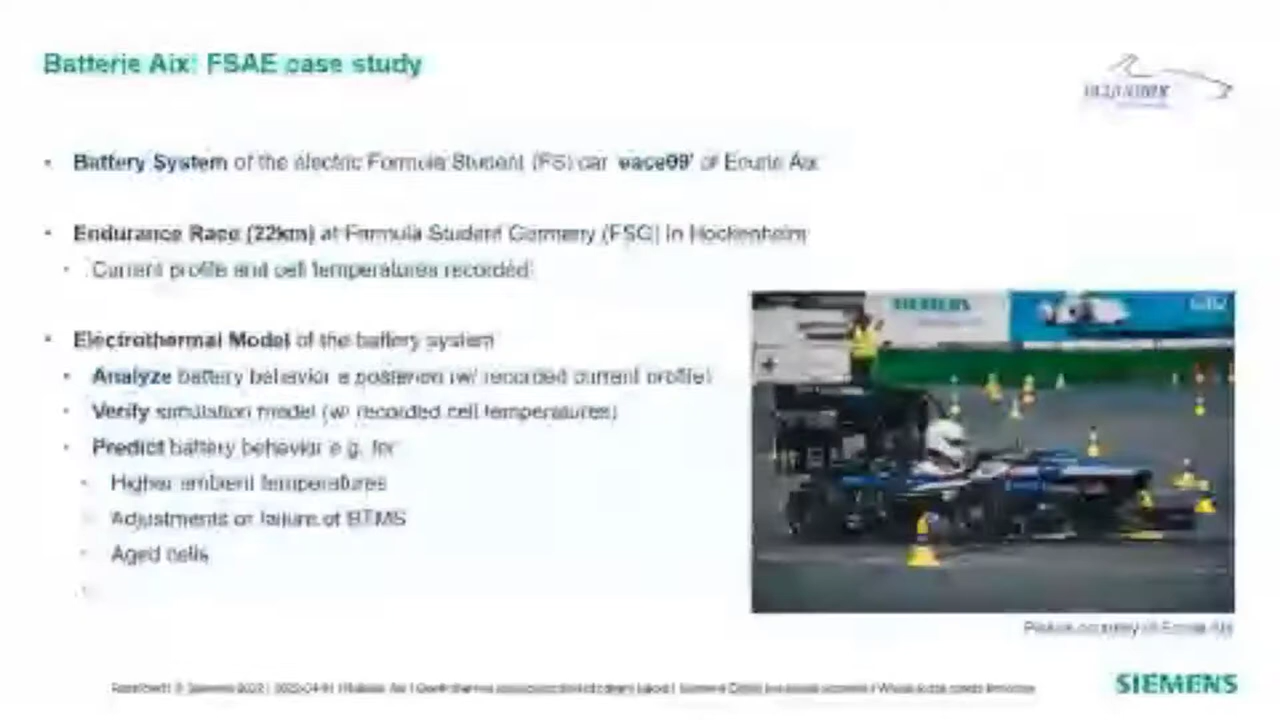 Batterie Aix: FSAE case study
• Battery System of the electric Formula Student (FS) car 'eace09' of Ecurie Aix
• Endurance Race (22km) at Formula Student Germany (FSG) in Hockenheim
• Current profile and cell temperatures recorded
• Electrothermal Model of the battery system
• Analyze battery behavior a posteriori (w/ recorded current profile)
• Verify simulation model (w/ recorded cell temperatures)
• Predict battery behavior e.g. for
• Higher ambient temperatures
• Adjustments or failure of BTMS
• Aged cells
SIEMENS
Picture courtesy of Ecurie Aix
SIEMENS